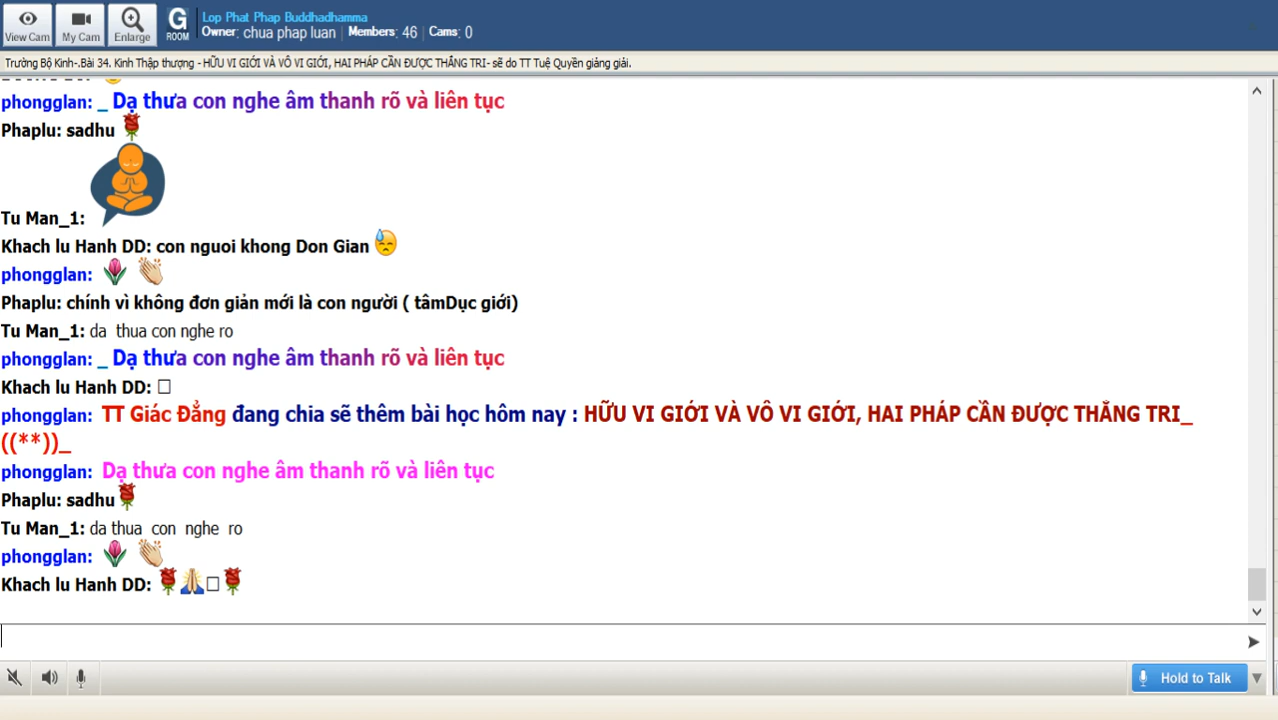 View Cam
My Cam
Enlarge
G
ROOM
Lop Phat Phap Buddhadhamma
Owner: chua phap luan | Members: 46 | Cams: 0
Trường Bộ Kinh-.Bài 34. Kinh Thập thượng - HỮU VI GIỚI VÀ VÔ VI GIỚI, HAI PHÁP CẦN ĐƯỢC THẮNG TRI- sẽ do TT Tuệ Quyền giảng giải.
phongglan: _ Dạ thưa con nghe âm thanh rõ và liên tục
Phaplu: sadhu
Tu Man_1:
Khach lu Hanh DD: con nguoi khong Don Gian
phongglan:
Phaplu: chính vì không đơn giản mới là con người ( tâmDục giới)
Tu Man_1: da thua con nghe ro
phongglan: _ Dạ thưa con nghe âm thanh rõ và liên tục
Khach lu Hanh DD:
phongglan: TT Giác Đẳng đang chia sẽ thêm bài học hôm nay : HỮU VI GIỚI VÀ VÔ VI GIỚI, HAI PHÁP CẦN ĐƯỢC THẮNG TRI_
((**))_
phongglan: Dạ thưa con nghe âm thanh rõ và liên tục
Phaplu: sadhu
Tu Man_1: da thua con nghe ro
phongglan:
Khach lu Hanh DD:
Hold to Talk